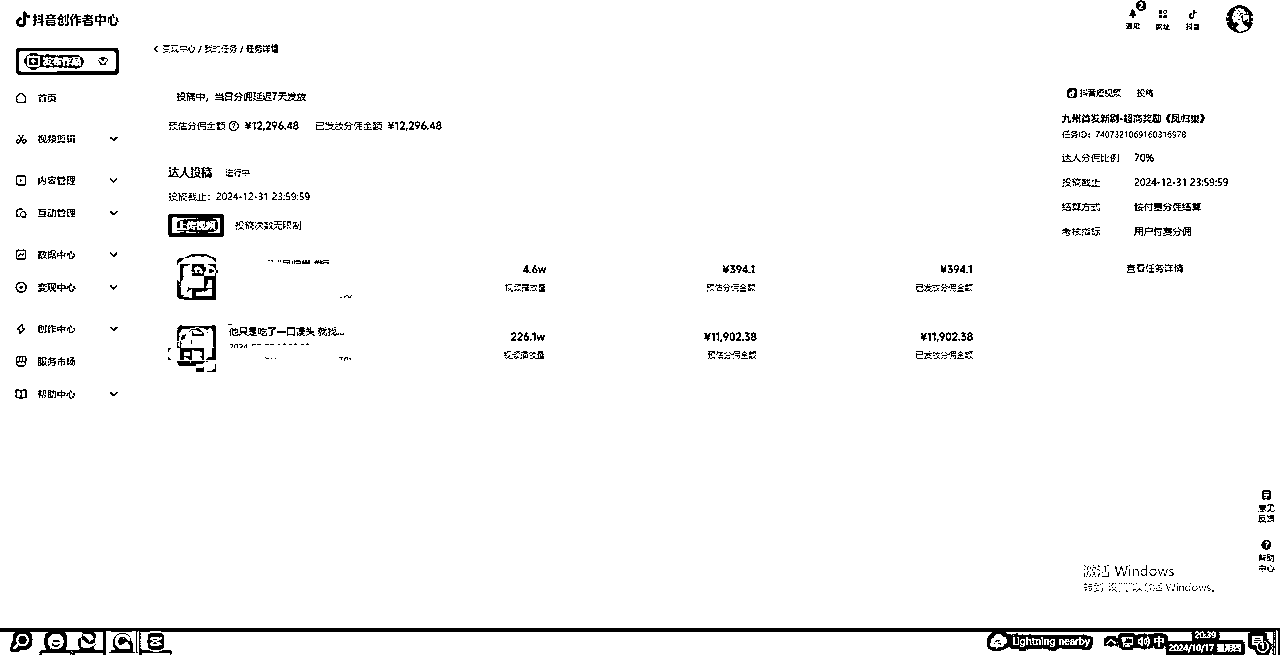 抖音创作者中心
2
通知 网址 抖音
发布作品
变现中心 / 我的任务 / 任务详情
首页
视频剪辑
内容管理
互动管理
数据中心
变现中心
创作中心
服务市场
帮助中心
投稿中，当日分佣延迟7天发放
预估分佣金额 ¥12,296.48 已发放分佣金额 ¥12,296.48
达人投稿 进行中
投稿截止：2024-12-31 23:59:59
上传视频 投稿次数无限制
4.6w ¥394.1 ¥394.1
视频播放量 预估分佣金额 已发放分佣金额
他只是吃了一口馒头 就找...
226.1w ¥11,902.38 ¥11,902.38
视频播放量 预估分佣金额 已发放分佣金额
抖音短视频 投稿
九州首发新剧-超高奖励《凤归巢》
任务ID：7407321069160316978
达人分佣比例 70%
投稿截止 2024-12-31 23:59:59
结算方式 按付费分佣结算
考核指标 用户付费分佣
查看任务详情
意见
反馈
帮助
中心
激活 Windows
转到"设置"以激活 Windows。
Lightning nearby
中
20:39
2024/10/17 星期四